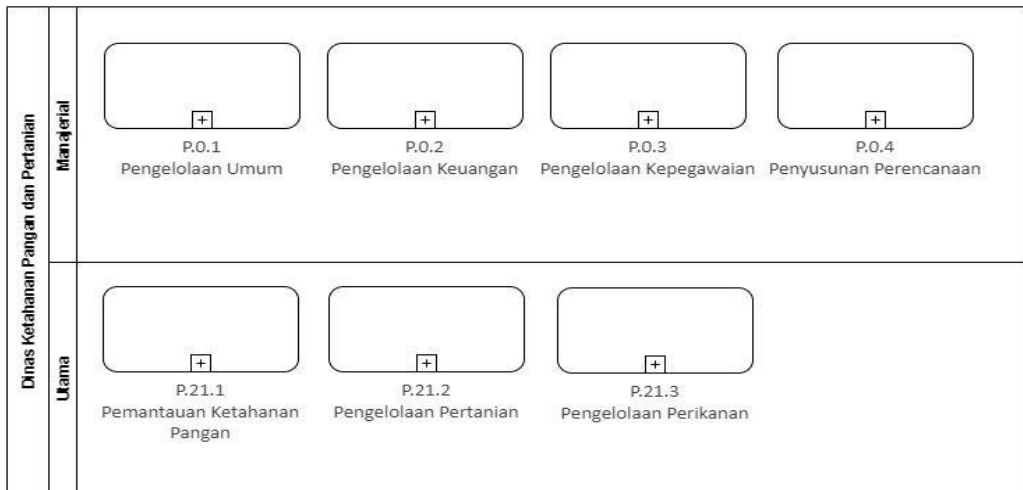 Dinas Ketahanan Pangan dan Pertanian
Manajerial
P.0.1
Pengelolaan Umum
P.0.2
Pengelolaan Keuangan
P.0.3
Pengelolaan Kepegawaian
P.0.4
Penyusunan Perencanaan
Utama
P.21.1
Pemantauan Ketahanan
Pangan
P.21.2
Pengelolaan Pertanian
P.21.3
Pengelolaan Perikanan